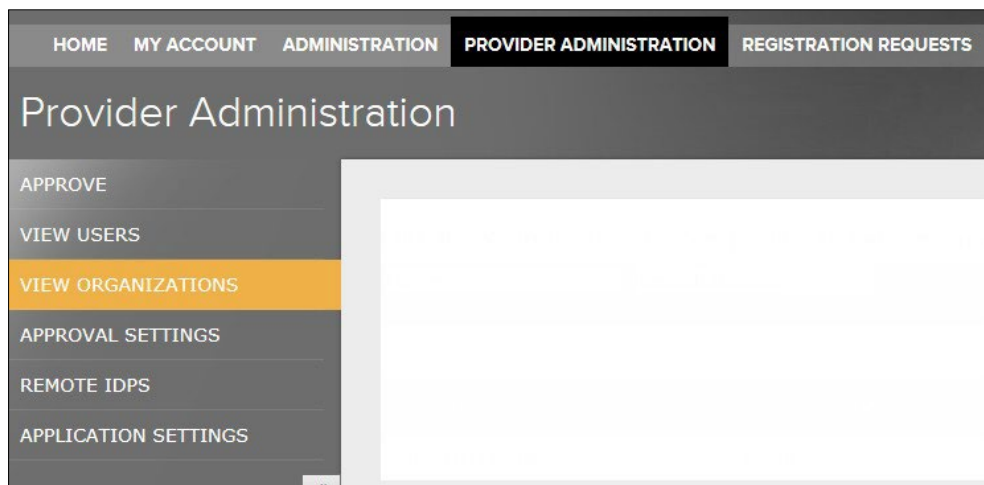 HOME MY ACCOUNT ADMINISTRATION PROVIDER ADMINISTRATION REGISTRATION REQUESTS
Provider Administration
APPROVE
VIEW USERS
VIEW ORGANIZATIONS
APPROVAL SETTINGS
REMOTE IDPS
APPLICATION SETTINGS